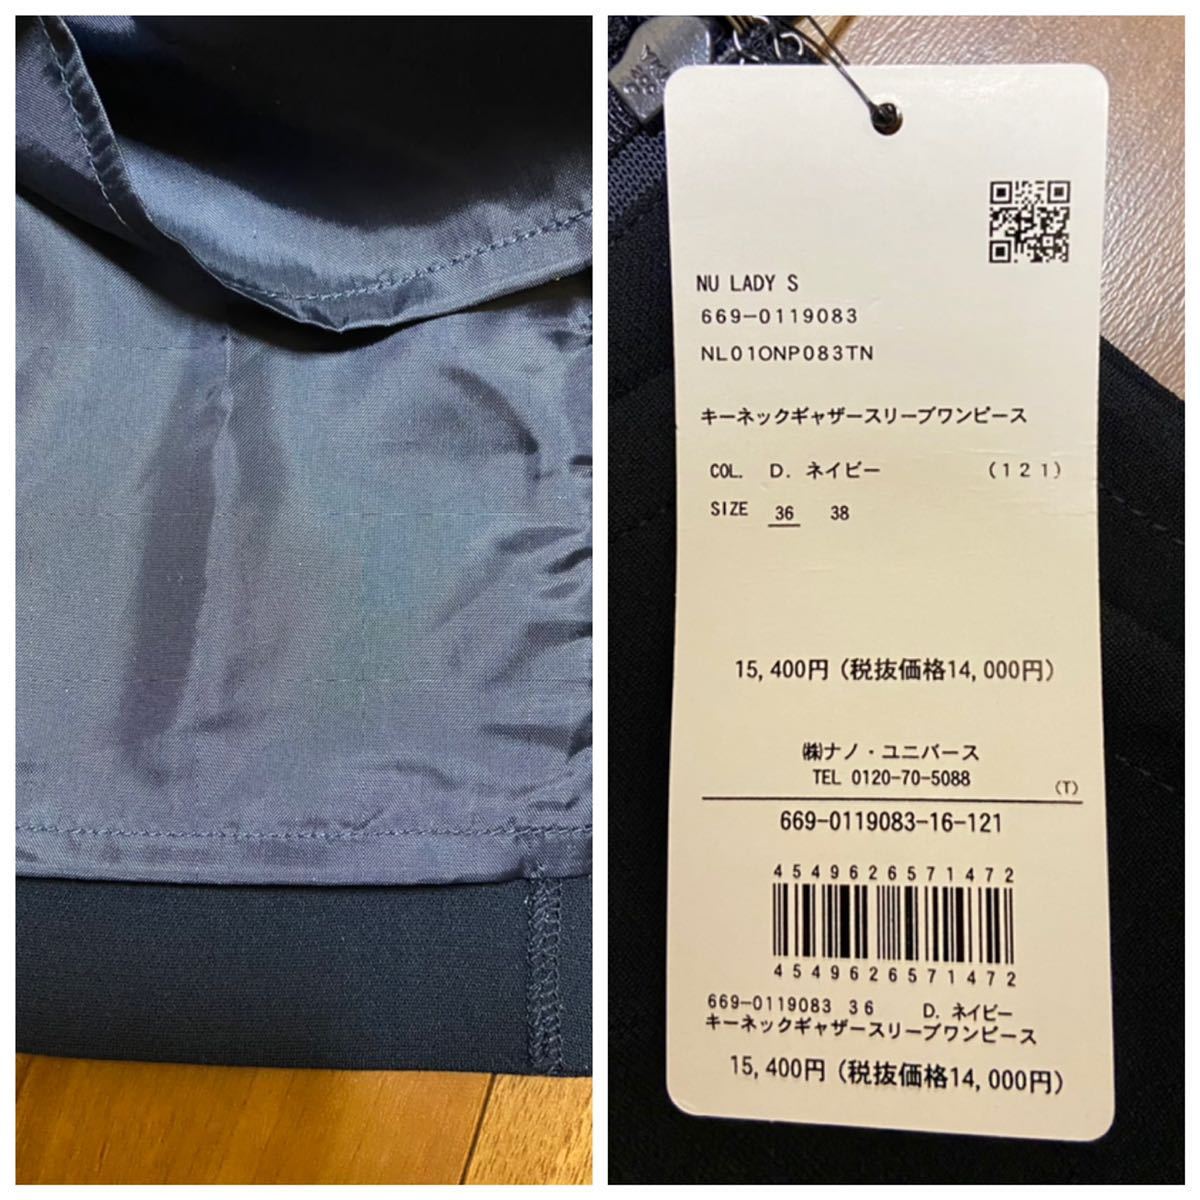 NU LADY S
669-0119083
NL01ONP083TN
キーネックギャザースリーブワンピース
COL. D. ネイビー (121)
SIZE 36 38
15,400円(税抜価格14,000円)
㈱ナノ・ユニバース
TEL 0120-70-5088
(T)
669-0119083-16-121
4549626571472
4549626571472
669-0119083 36 D. ネイビー
キーネックギャザースリーブワンピース
15,400円(税抜価格14,000円)